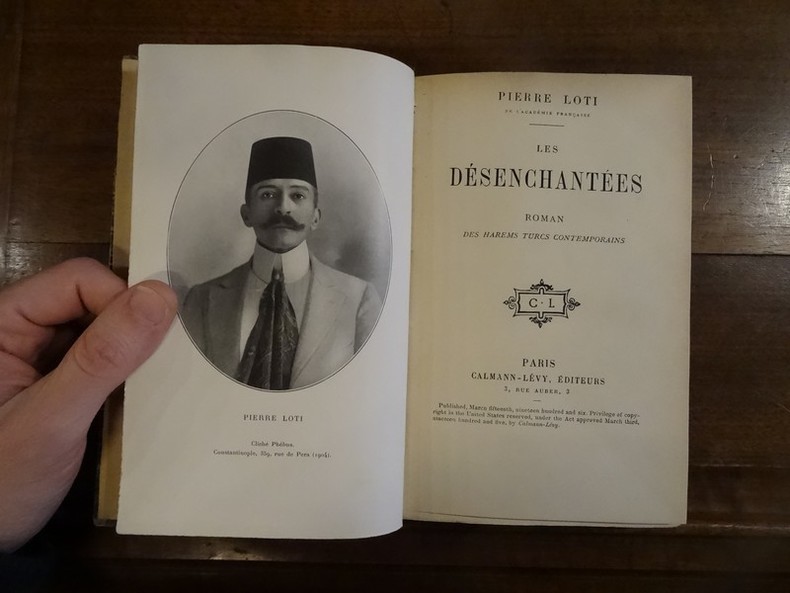 PIERRE LOTI
Cliché Phébus.
Constantinople, 359, rue de Pera (1904).
PIERRE LOTI
DE L'ACADÉMIE FRANÇAISE
LES
DÉSENCHANTÉES
ROMAN
DES HAREMS TURCS CONTEMPORAINS
C·L
PARIS
CALMANN-LÉVY, ÉDITEURS
3, RUE AUBER, 3
Published, March fifteenth, nineteen hundred and six. Privilege of copy-
right in the United States reserved, under the Act approved March third,
nineteen hundred and five, by Calmann-Lévy.